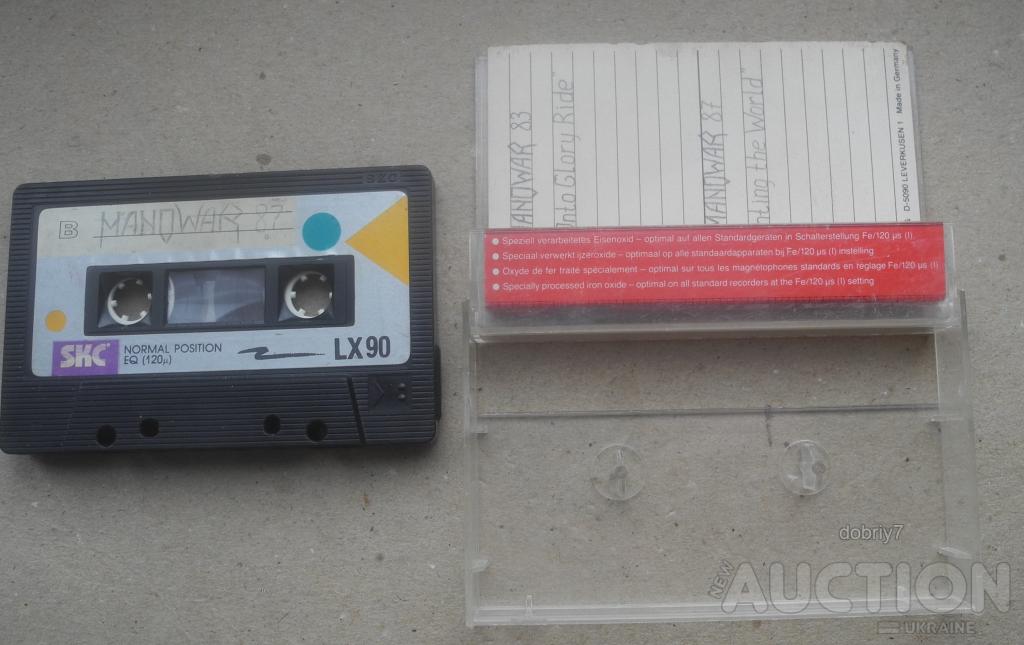 SKC
B MANOWAR 87
SKC NORMAL POSITION
EQ (120µ)
LX90
ANOWAR 83
Into Glory Ride"
MANOWAR 87
hting the World"
D-5090 LEVERKUSEN 1 Made in Germany
Speziell verarbeitetes Eisenoxid – optimal auf allen Standardgeräten in Schalterstellung Fe/120 µs (I)
Speciaal verwerkt ijzeroxide – optimaal op alle standaardapparaten bij Fe/120 µs (I) instelling
Oxyde de fer traité spécialement – optimal sur tous les magnétophones standards en réglage Fe/120 µs (I)
Specially processed iron oxide – optimal on all standard recorders at the Fe/120 µs (I) setting
dobriy7
NEW AUCTION
UKRAINE